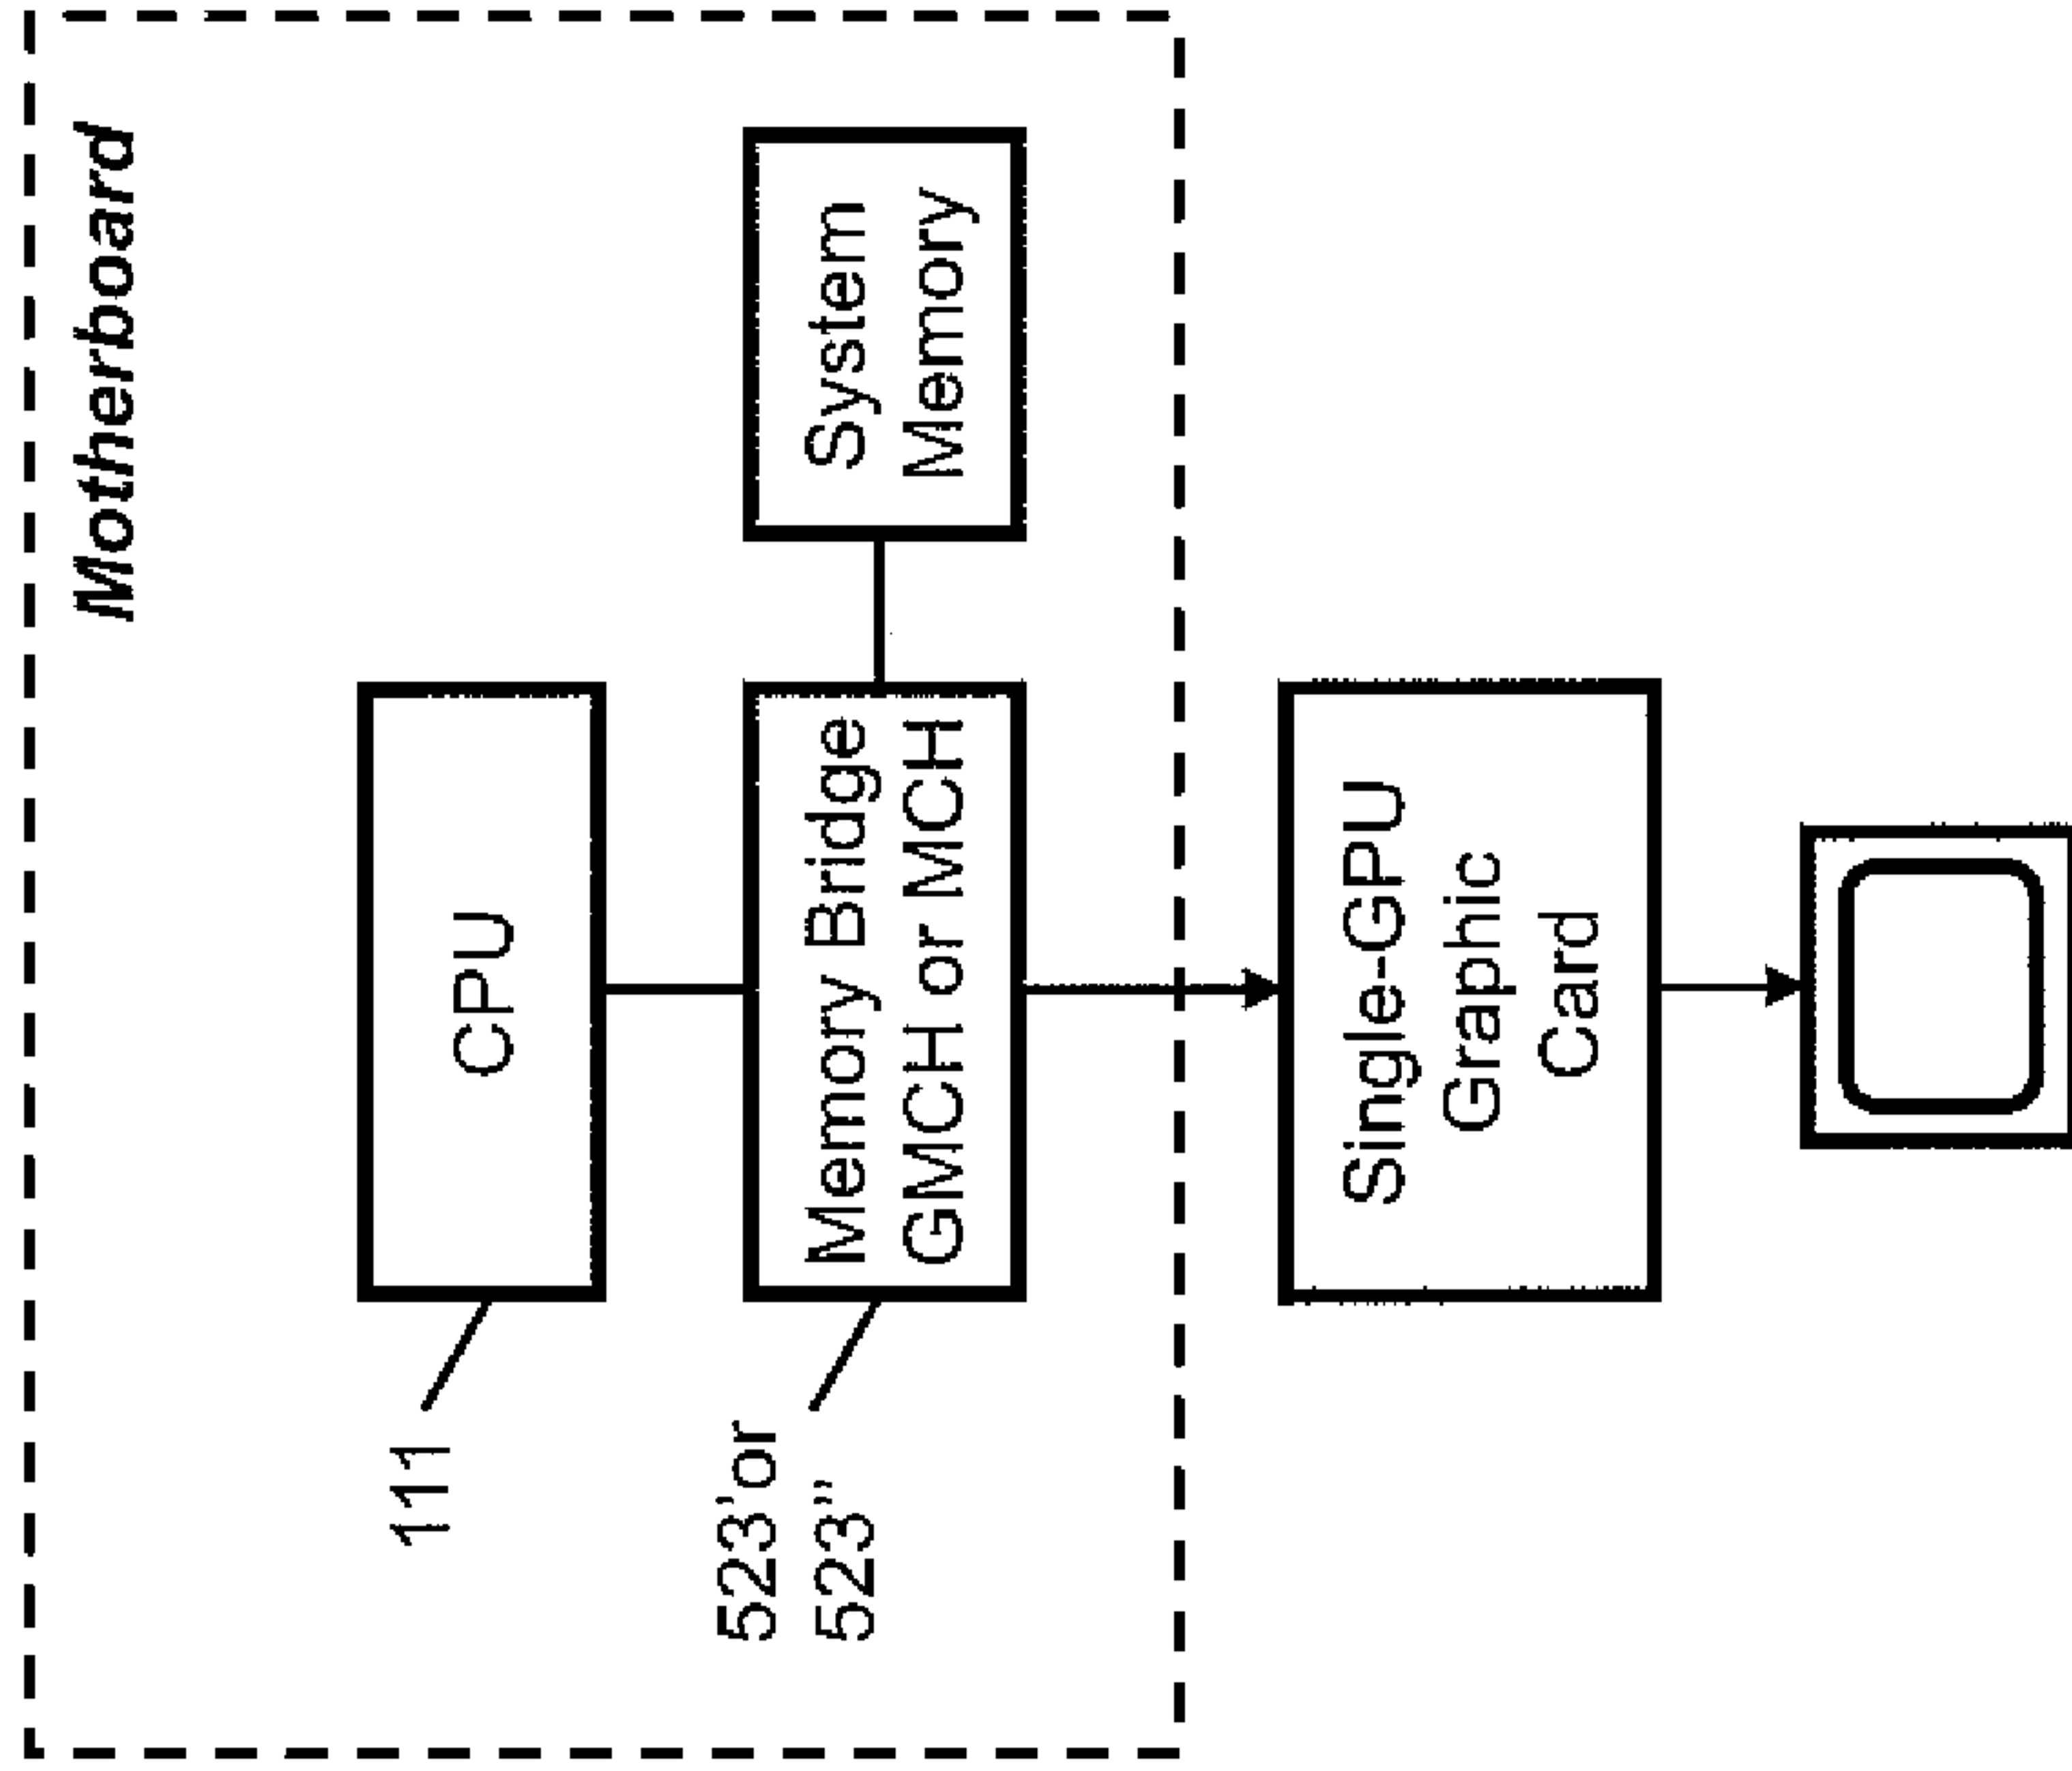 Motherboard
111
CPU
523'or
523"
Memory Bridge
GMCH or MCH
System
Memory
Single-GPU
Graphic
Card